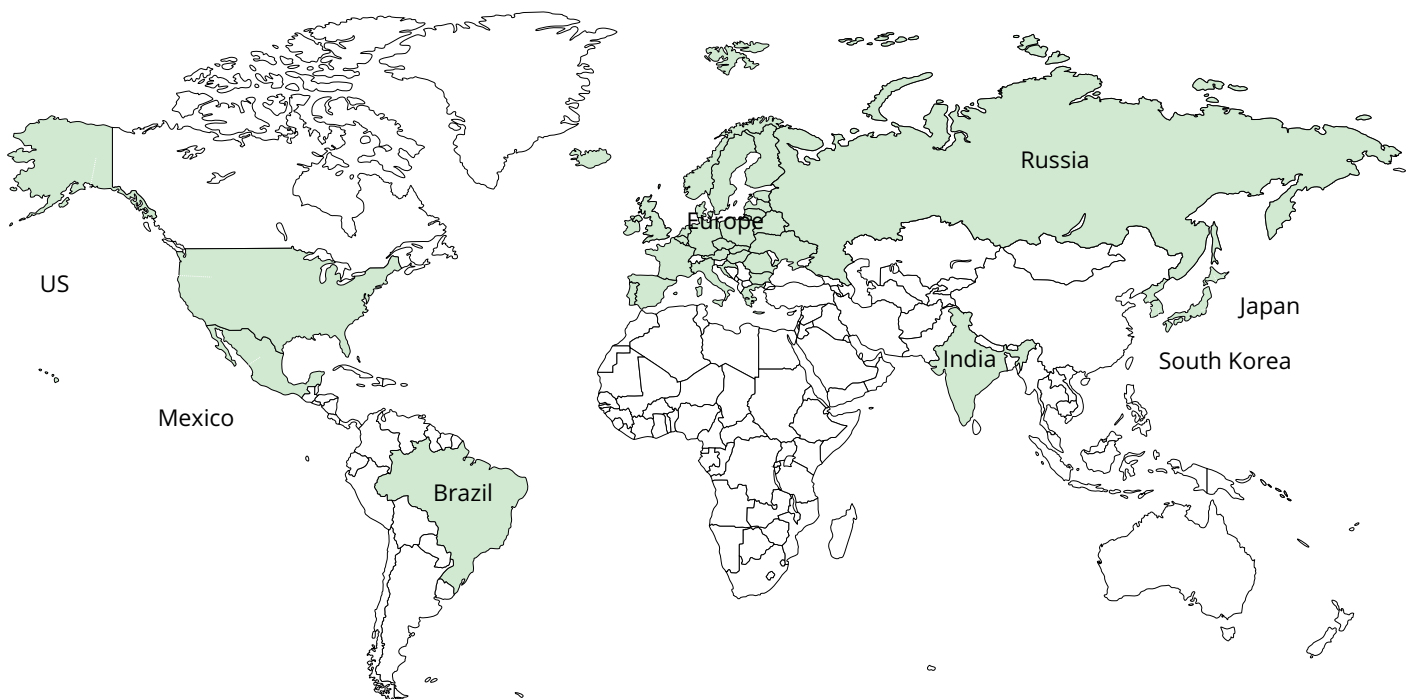 Russia
Europe
US
Japan
India
South Korea
Mexico
Brazil